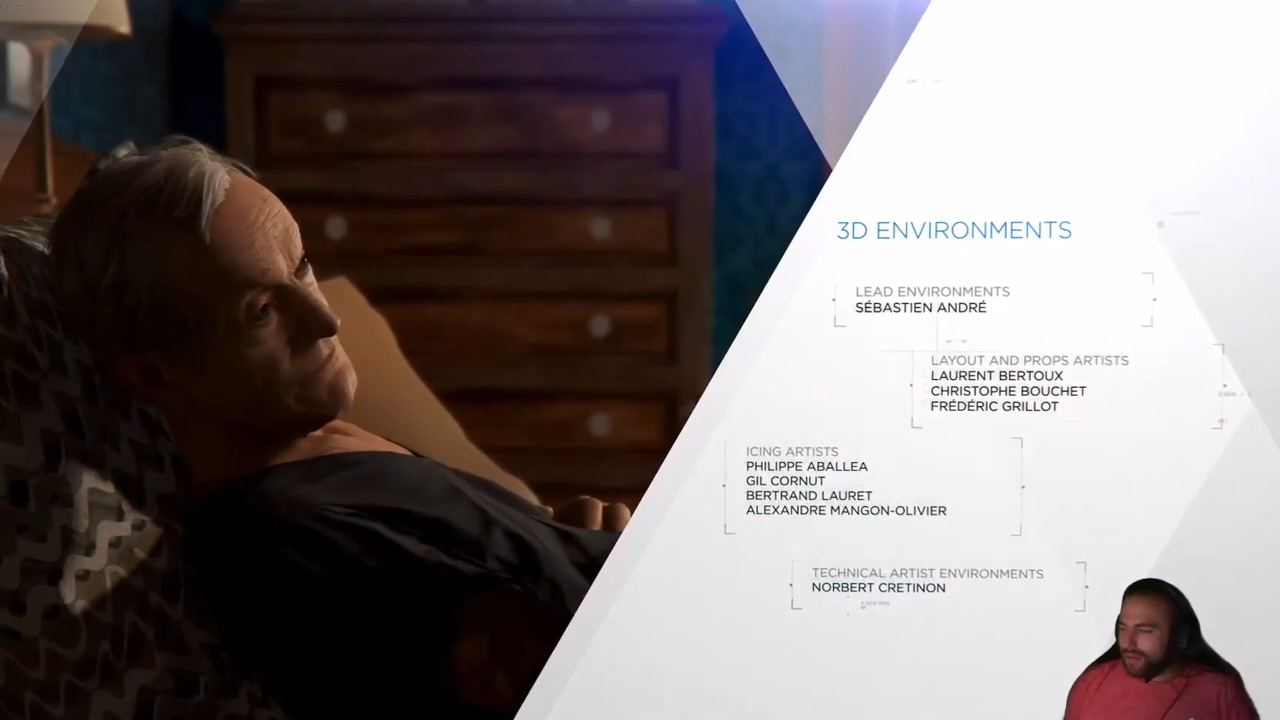 3D ENVIRONMENTS
LEAD ENVIRONMENTS
SÉBASTIEN ANDRÉ
LAYOUT AND PROPS ARTISTS
LAURENT BERTOUX
CHRISTOPHE BOUCHET
FRÉDÉRIC GRILLOT
ICING ARTISTS
PHILIPPE ABALLEA
GIL CORNUT
BERTRAND LAURET
ALEXANDRE MANGON-OLIVIER
TECHNICAL ARTIST ENVIRONMENTS
NORBERT CRETINON